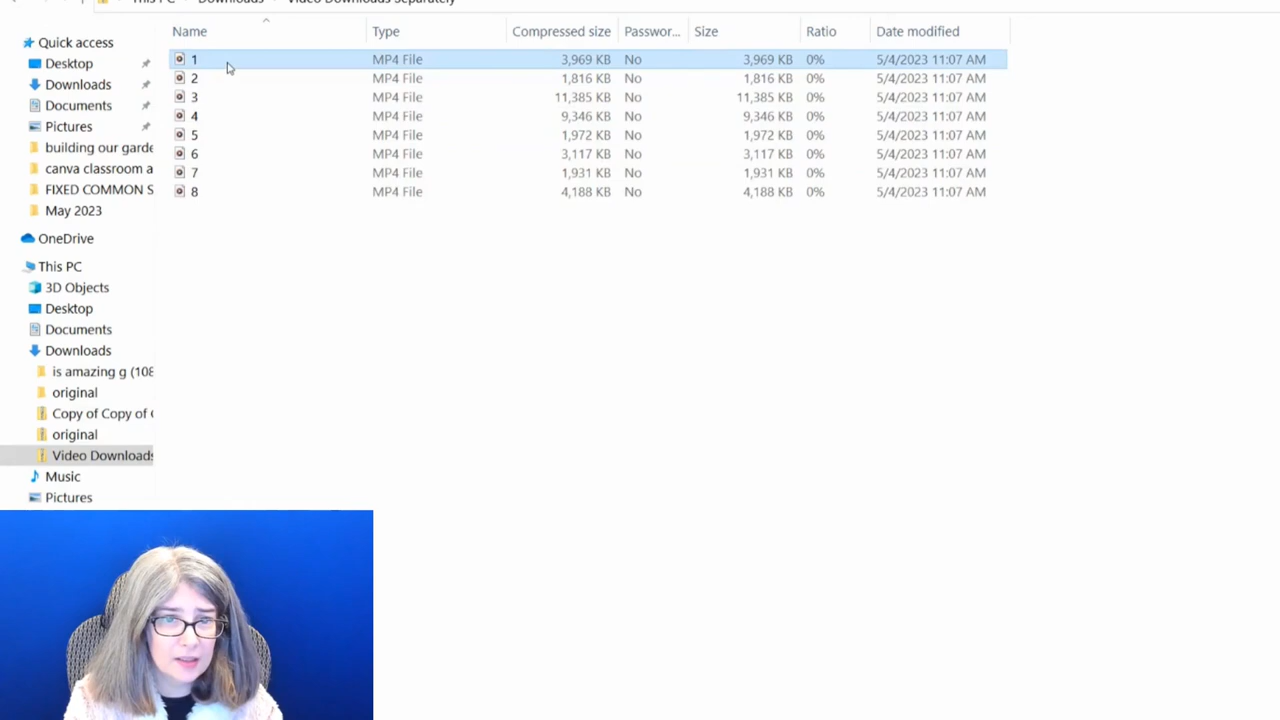 This PC Downloads Video Downloads Separately
Name Type Compressed size Passwor... Size Ratio Date modified
1 MP4 File 3,969 KB No 3,969 KB 0% 5/4/2023 11:07 AM
2 MP4 File 1,816 KB No 1,816 KB 0% 5/4/2023 11:07 AM
3 MP4 File 11,385 KB No 11,385 KB 0% 5/4/2023 11:07 AM
4 MP4 File 9,346 KB No 9,346 KB 0% 5/4/2023 11:07 AM
5 MP4 File 1,972 KB No 1,972 KB 0% 5/4/2023 11:07 AM
6 MP4 File 3,117 KB No 3,117 KB 0% 5/4/2023 11:07 AM
7 MP4 File 1,931 KB No 1,931 KB 0% 5/4/2023 11:07 AM
8 MP4 File 4,188 KB No 4,188 KB 0% 5/4/2023 11:07 AM
Quick access
Desktop
Downloads
Documents
Pictures
building our garde
canva classroom a
FIXED COMMON S
May 2023
OneDrive
This PC
3D Objects
Desktop
Documents
Downloads
is amazing g (108
original
Copy of Copy of C
original
Video Downloads
Music
Pictures